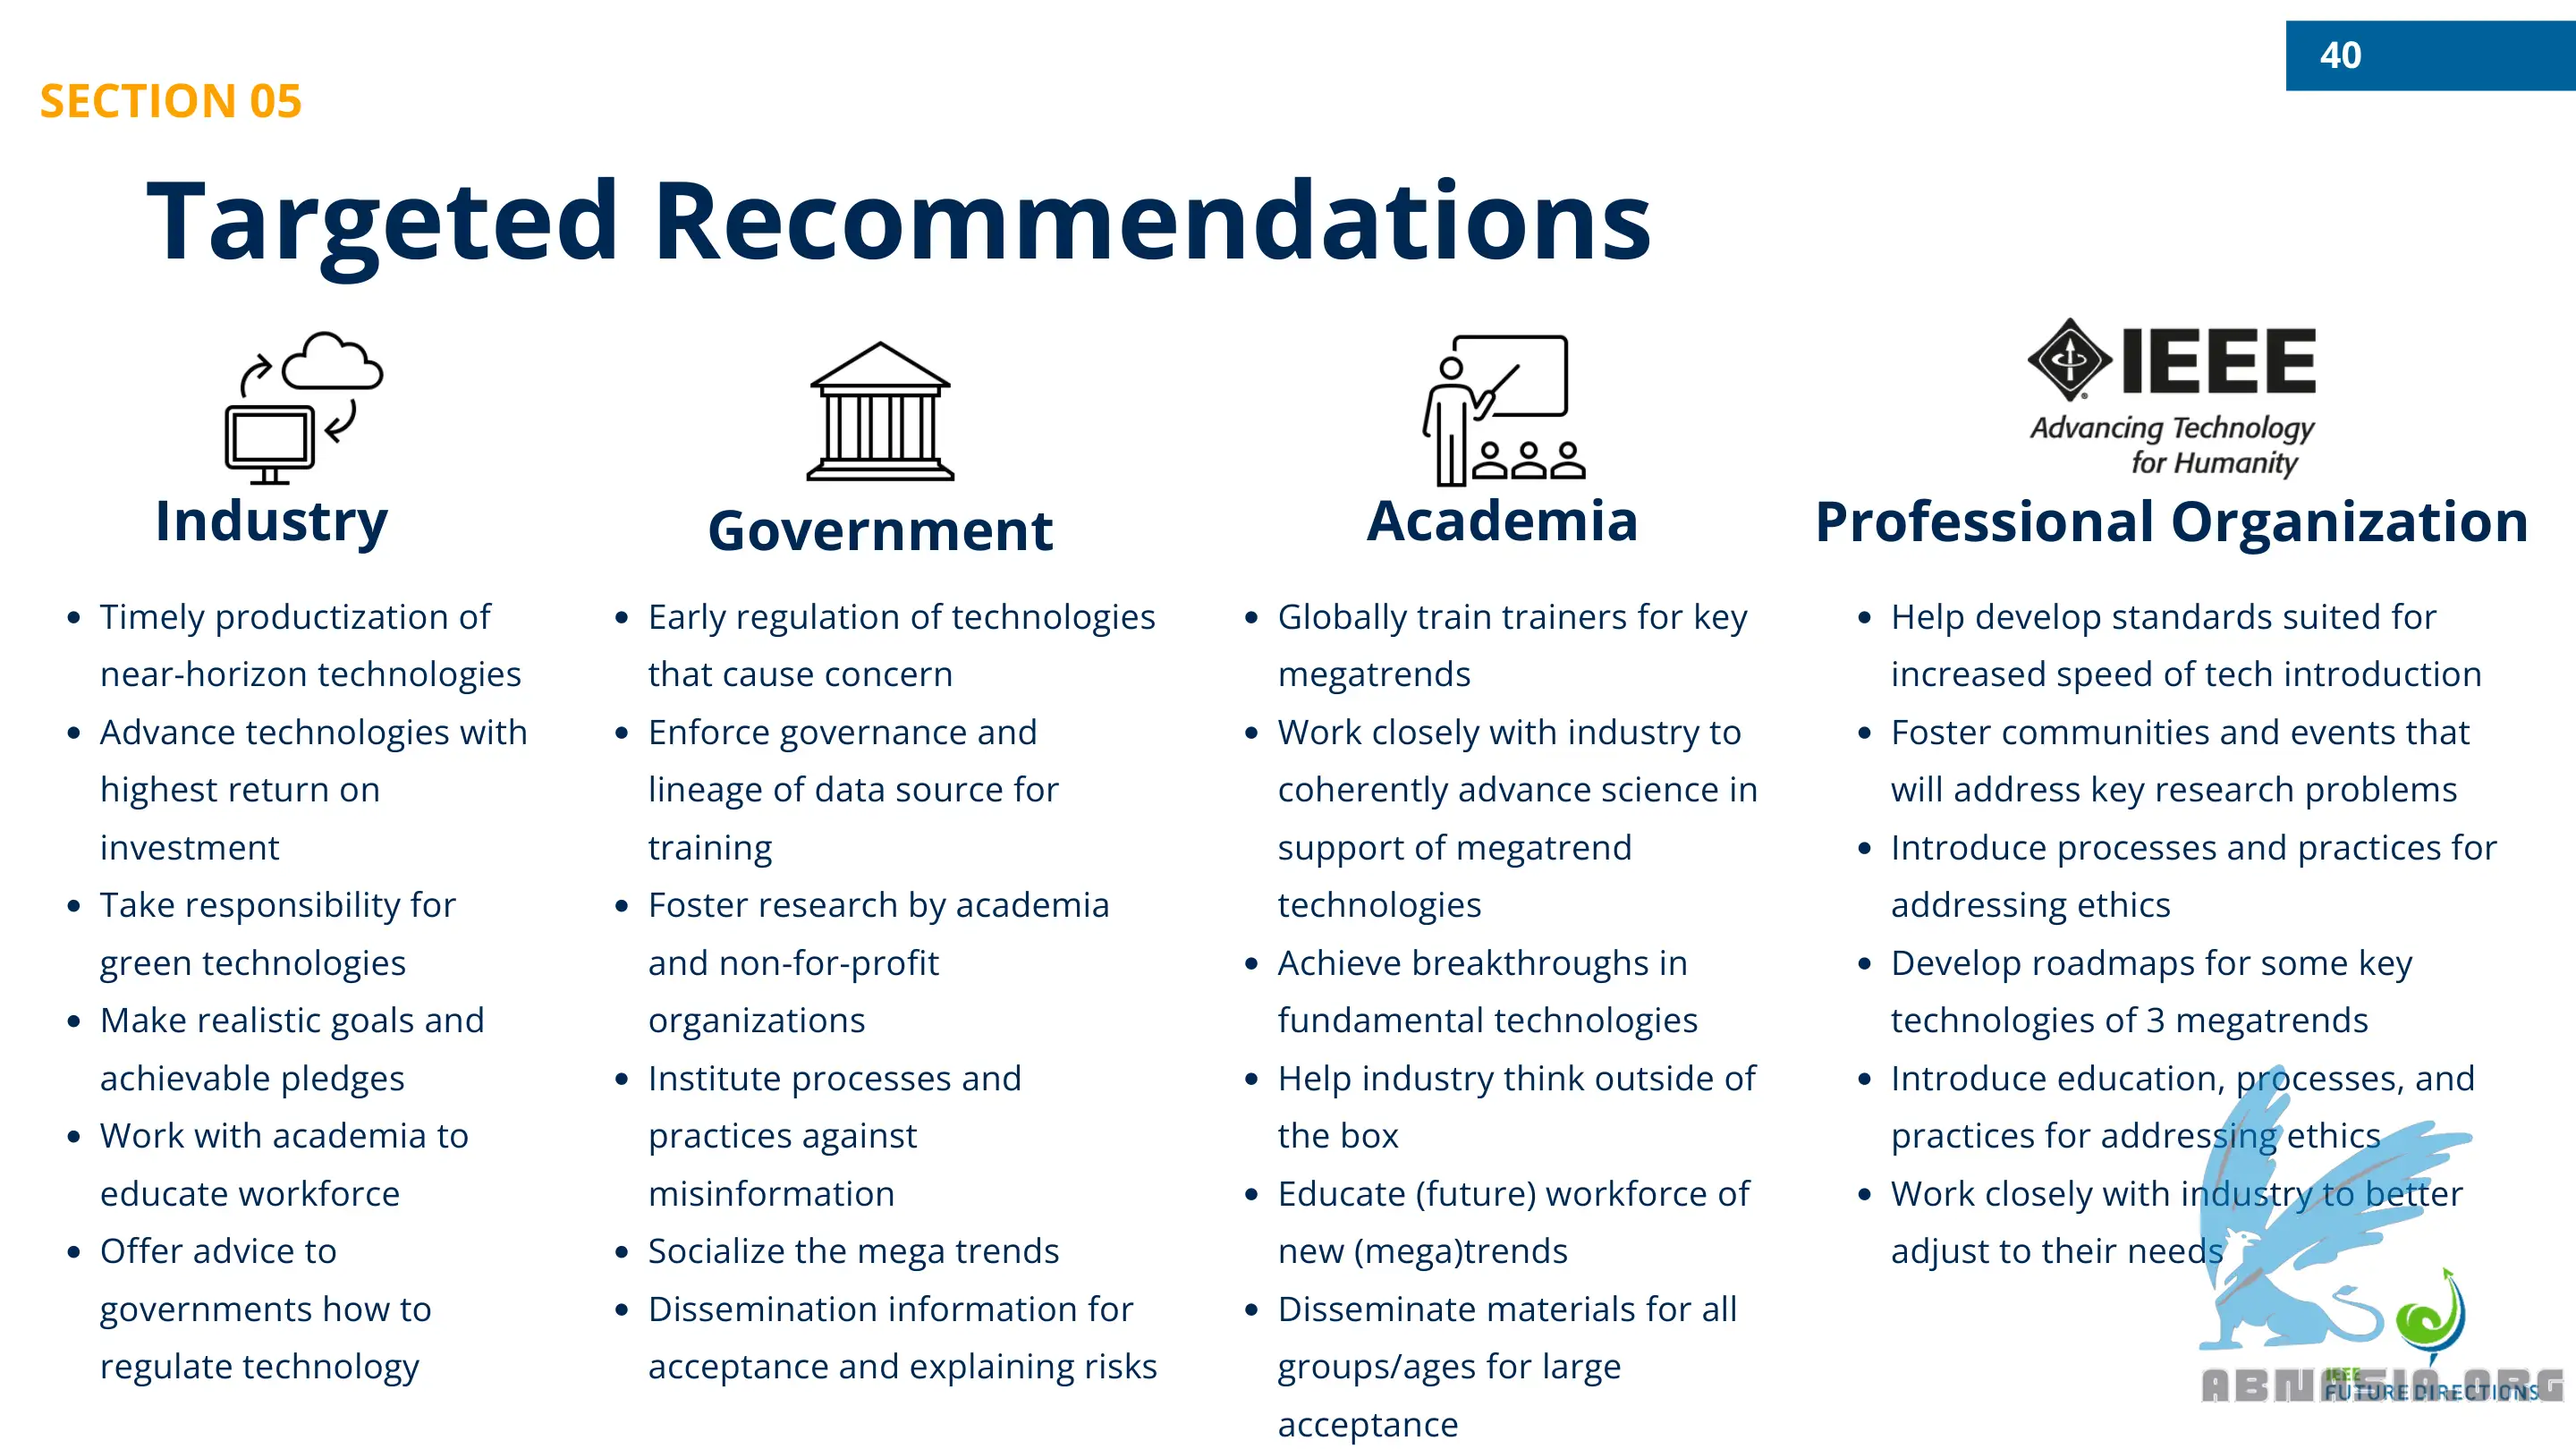 40
SECTION 05
Targeted Recommendations
Industry
• Timely productization of
near-horizon technologies
• Advance technologies with
highest return on
investment
• Take responsibility for
green technologies
• Make realistic goals and
achievable pledges
• Work with academia to
educate workforce
• Offer advice to
governments how to
regulate technology
Government
• Early regulation of technologies
that cause concern
• Enforce governance and
lineage of data source for
training
• Foster research by academia
and non-for-profit
organizations
• Institute processes and
practices against
misinformation
• Socialize the mega trends
• Dissemination information for
acceptance and explaining risks
Academia
• Globally train trainers for key
megatrends
• Work closely with industry to
coherently advance science in
support of megatrend
technologies
• Achieve breakthroughs in
fundamental technologies
• Help industry think outside of
the box
• Educate (future) workforce of
new (mega)trends
• Disseminate materials for all
groups/ages for large
acceptance
IEEE
Advancing Technology
for Humanity
Professional Organization
• Help develop standards suited for
increased speed of tech introduction
• Foster communities and events that
will address key research problems
• Introduce processes and practices for
addressing ethics
• Develop roadmaps for some key
technologies of 3 megatrends
• Introduce education, processes, and
practices for addressing ethics
• Work closely with industry to better
adjust to their needs
IEEE
FUTURE DIRECTIONS
ABNASIA.ORG